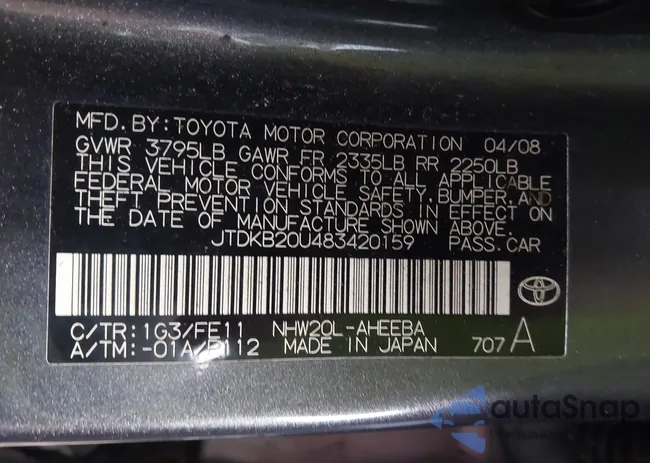 MFD. BY: TOYOTA MOTOR CORPORATION 04/08
GVWR 3795LB GAWR FR 2335LB RR 2250LB
THIS VEHICLE CONFORMS TO ALL APPLICABLE
FEDERAL MOTOR VEHICLE SAFETY, BUMPER, AND
THEFT PREVENTION STANDARDS IN EFFECT ON
THE DATE OF MANUFACTURE SHOWN ABOVE.
JTDKB20U483420159 PASS. CAR
C/TR: 1G3/FE11 NHW20L-AHEEBA
A/TM: -01A/P112 MADE IN JAPAN 707 A
autaSnap